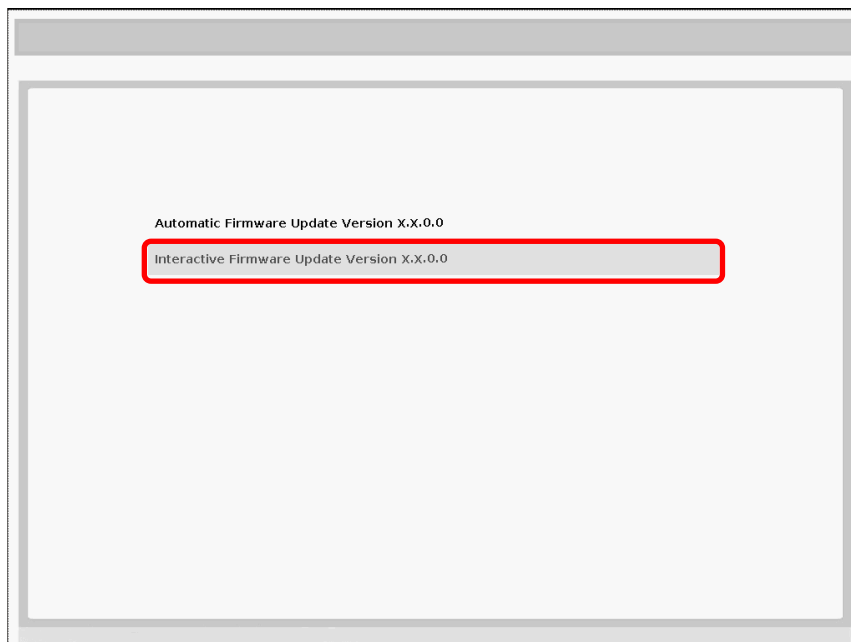 Automatic Firmware Update Version X.X.0.0
Interactive Firmware Update Version X.X.0.0